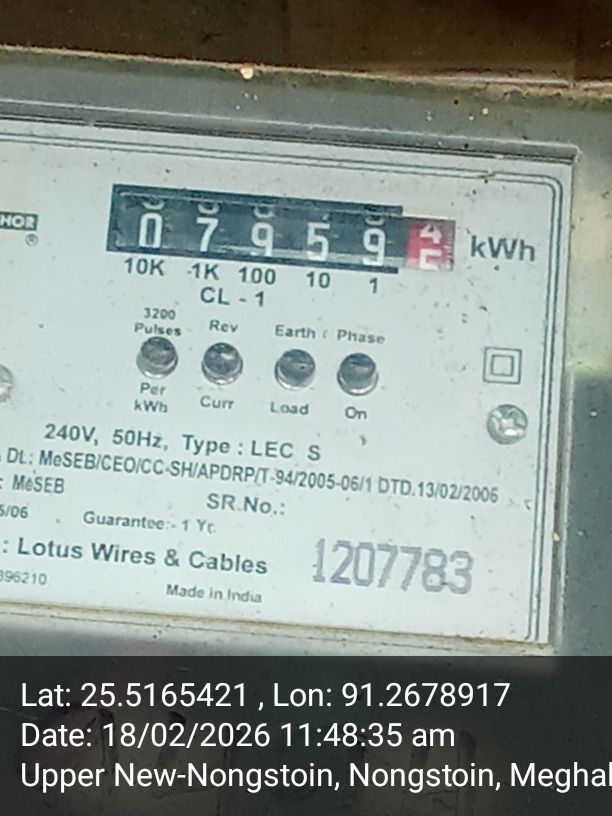 HOR
®
07959 4 kWh
10K 1K 100 10 1
CL - 1
3200 Pulses Rev Earth Phase
Per kWh Curr Load On
240V, 50Hz, Type : LEC S
DL: MeSEB/CEO/CC-SH/APDRP/T-94/2005-06/1 DTD.13/02/2006
: MeSEB
SR.No.:
5/06 Guarantee:- 1 Yr.
: Lotus Wires & Cables
1207783
396210
Made in India
Lat: 25.5165421 , Lon: 91.2678917
Date: 18/02/2026 11:48:35 am
Upper New-Nongstoin, Nongstoin, Meghal